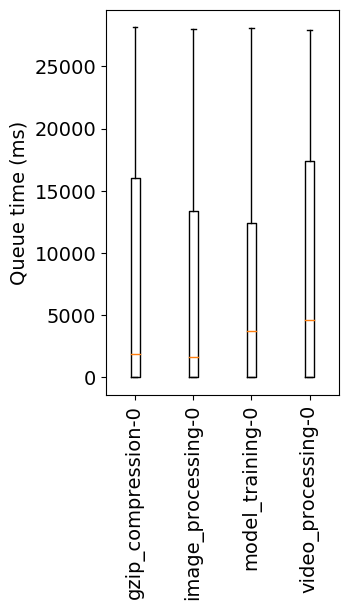 Queue time (ms)
25000
20000
15000
10000
5000
0
gzip_compression-0
image_processing-0
model_training-0
video_processing-0